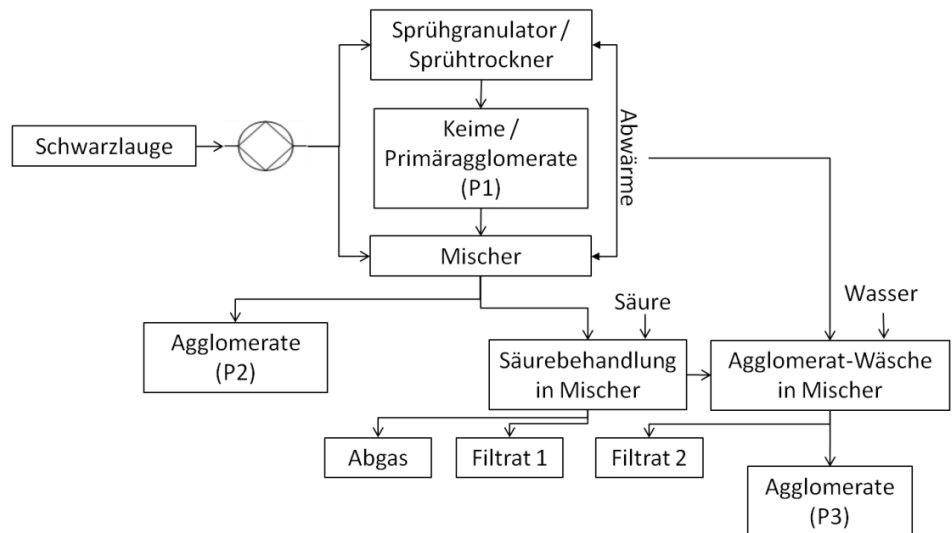 Sprühgranulator /
Sprühtrockner
Schwarzlauge
Keime /
Primäragglomerate
(P1)
Abwärme
Mischer
Agglomerate
(P2)
Säure
Wasser
Säurebehandlung
in Mischer
Agglomerat-Wäsche
in Mischer
Abgas
Filtrat 1
Filtrat 2
Agglomerate
(P3)